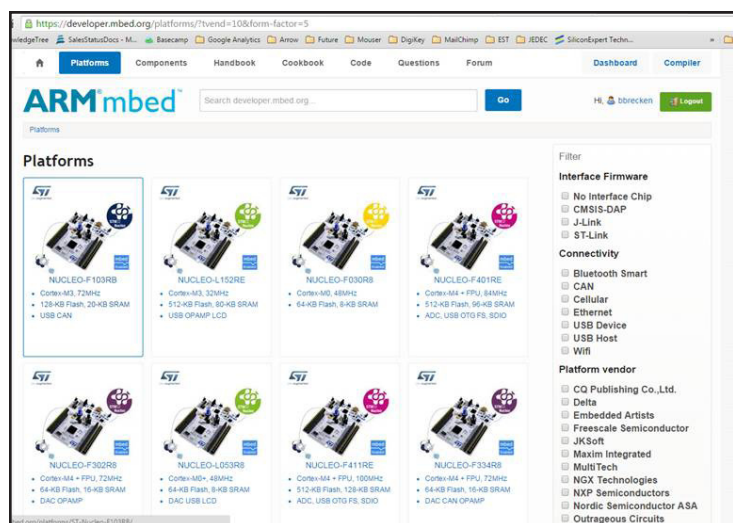 https://developer.mbed.org/platforms/?tvend=10&form-factor=5
owledgeTree SalesStatusDocs - M... Basecamp Google Analytics Arrow Future Mouser DigiKey MailChimp EST JEDEC SiliconExpert Techn... »
Platforms Components Handbook Cookbook Code Questions Forum Dashboard Compiler
ARM mbed™ Search developer.mbed.org... Go Hi, bbrecken Logout
Platforms
Platforms
NUCLEO-F103RB
Cortex-M3, 72MHz
128-KB Flash, 20-KB SRAM
USB CAN
NUCLEO-L152RE
Cortex-M3, 32MHz
512-KB Flash, 80-KB SRAM
USB OPAMP LCD
NUCLEO-F030R8
Cortex-M0, 48MHz
64-KB Flash, 8-KB SRAM
NUCLEO-F401RE
Cortex-M4 + FPU, 84MHz
512-KB Flash, 96-KB SRAM
ADC, USB OTG FS, SDIO
NUCLEO-F302R8
Cortex-M4 + FPU, 72MHz
64-KB Flash, 16-KB SRAM
DAC OPAMP
NUCLEO-L053R8
Cortex-M0+, 48MHz
64-KB Flash, 8-KB SRAM
DAC USB LCD
NUCLEO-F411RE
Cortex-M4 + FPU, 100MHz
512-KB Flash, 128-KB SRAM
ADC, USB OTG FS, SDIO
NUCLEO-F334R8
Cortex-M4 + FPU, 72MHz
64-KB Flash, 16-KB SRAM
DAC CAN OPAMP
Filter
Interface Firmware
No Interface Chip
CMSIS-DAP
J-Link
ST-Link
Connectivity
Bluetooth Smart
CAN
Cellular
Ethernet
USB Device
USB Host
Wifi
Platform vendor
CQ Publishing Co.,Ltd.
Delta
Embedded Artists
Freescale Semiconductor
JKSoft
Maxim Integrated
MultiTech
NGX Technologies
NXP Semiconductors
Nordic Semiconductor ASA
Outrageous Circuits